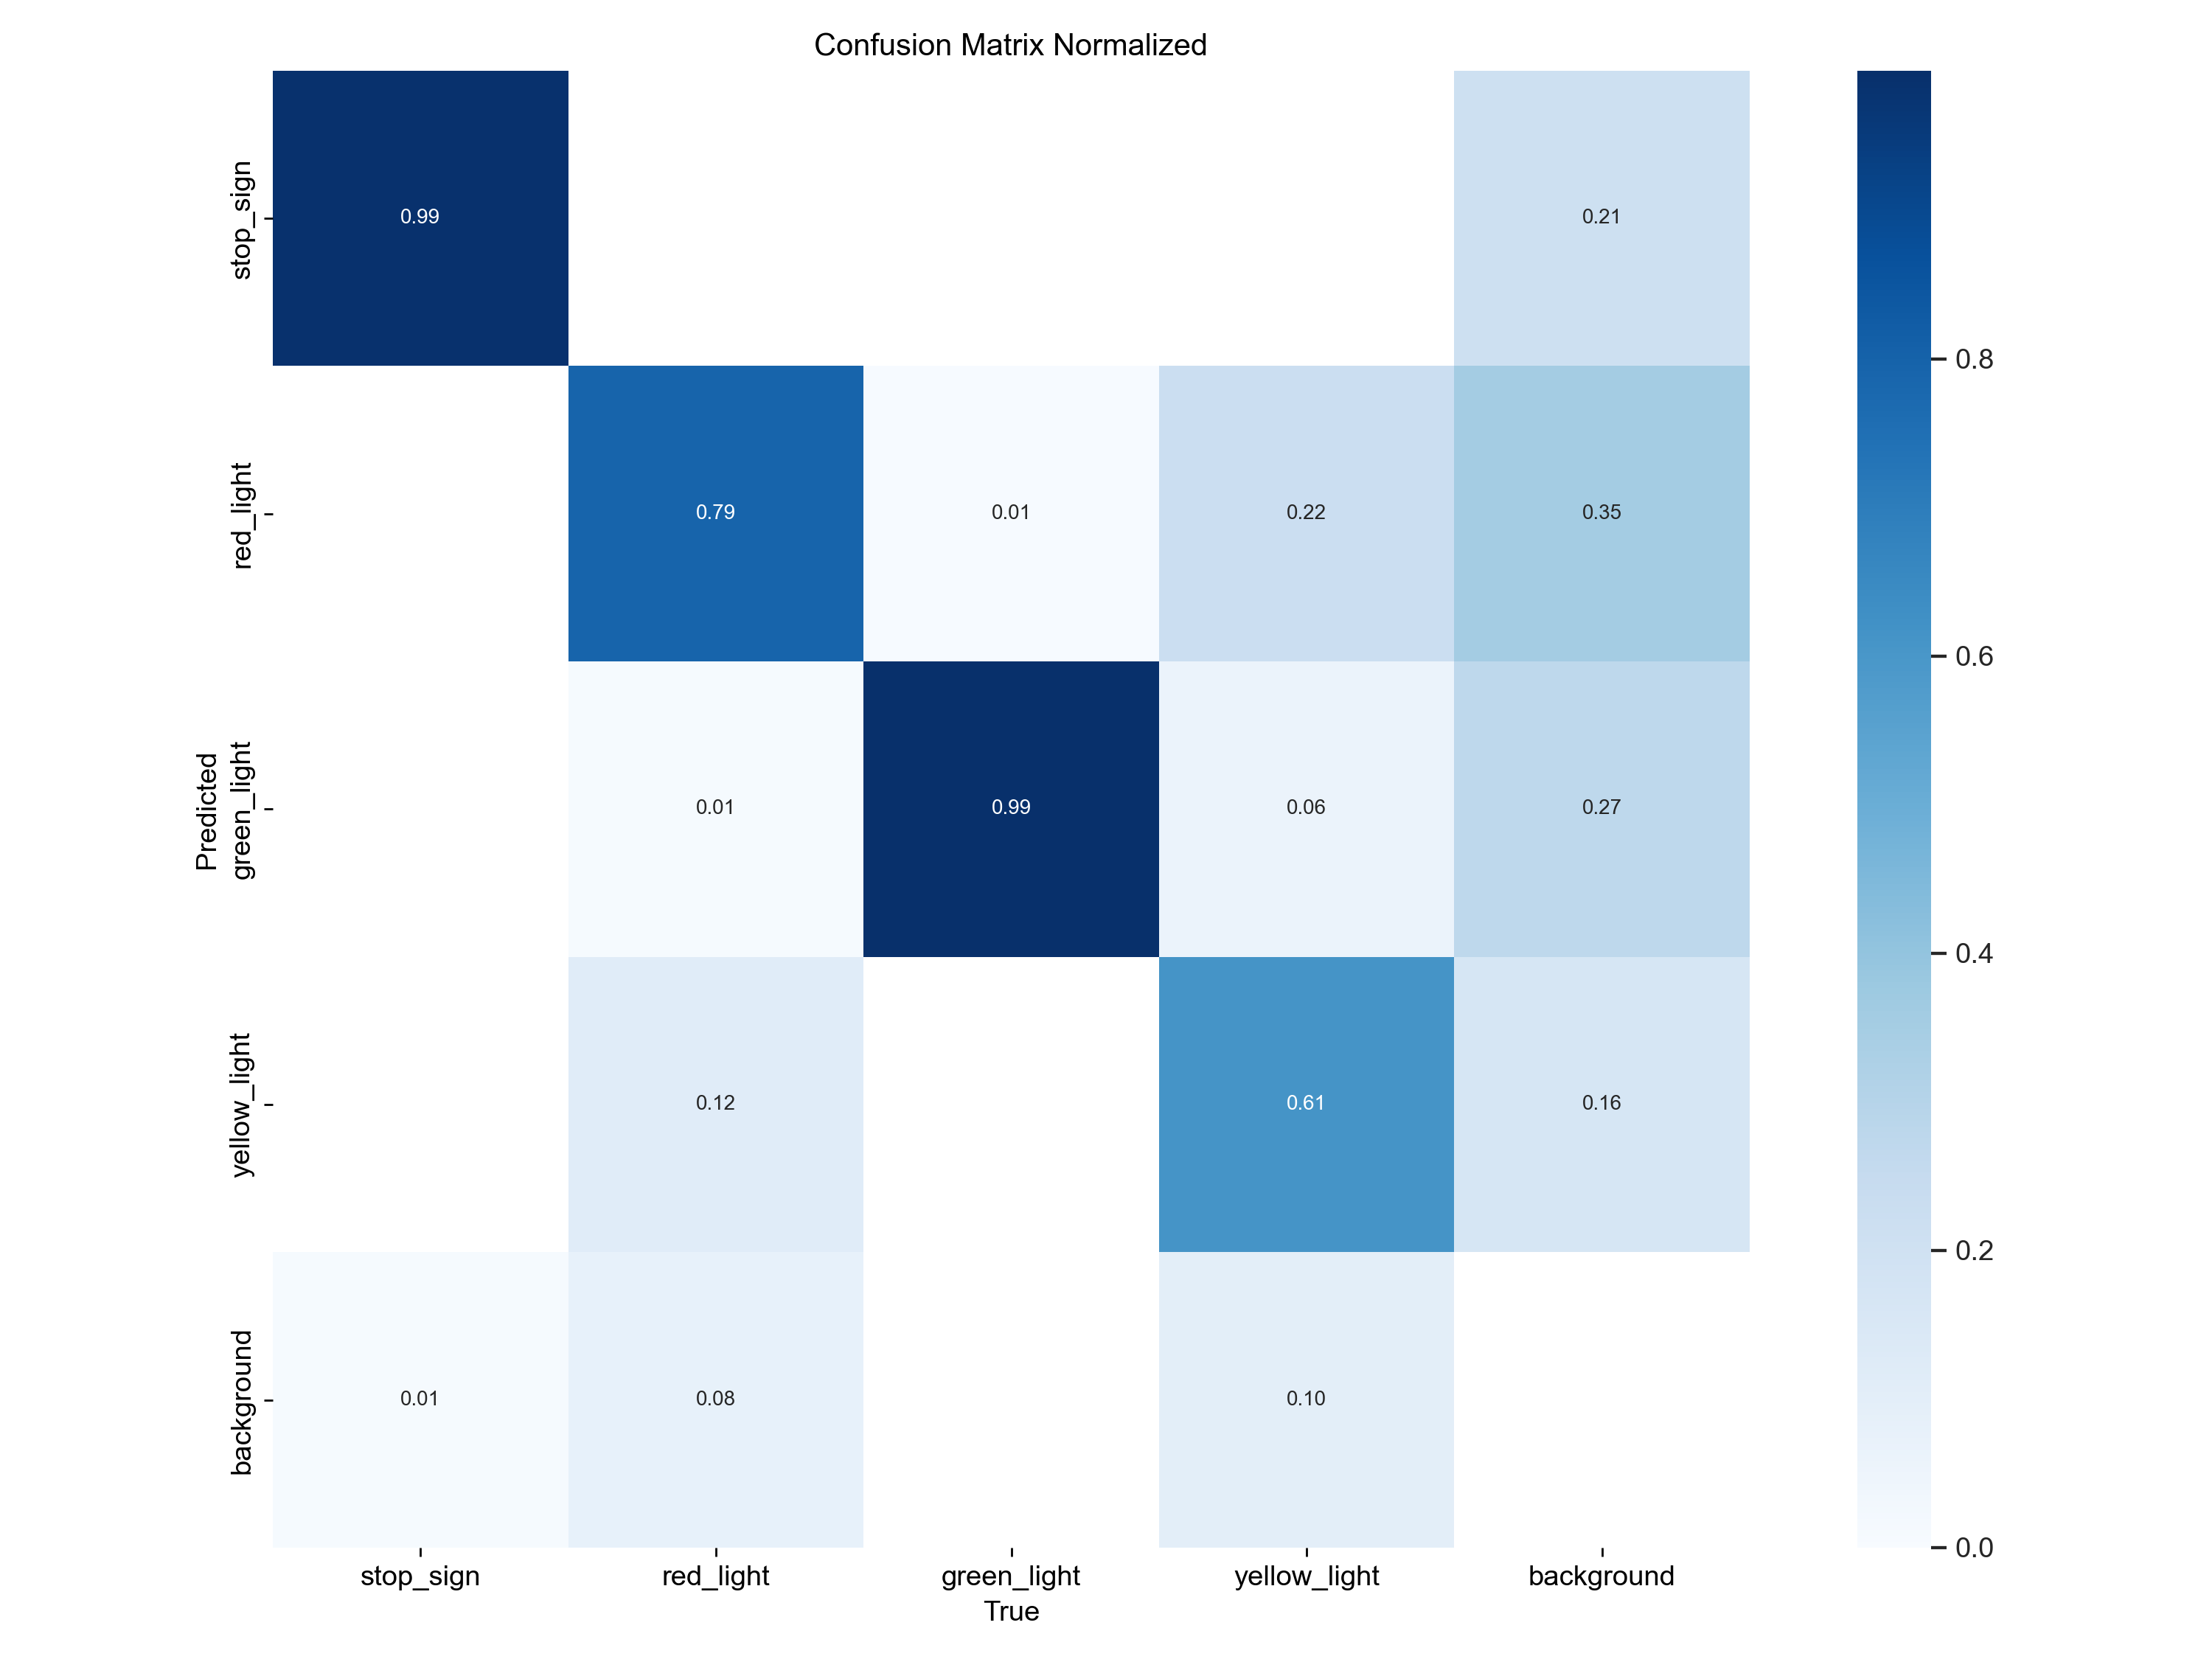 Confusion Matrix Normalized
stop_sign
0.99
0.21
red_light
0.79
0.01
0.22
0.35
Predicted
green_light
0.01
0.99
0.06
0.27
yellow_light
0.12
0.61
0.16
background
0.01
0.08
0.10
stop_sign
red_light
green_light
yellow_light
background
True
0.8
0.6
0.4
0.2
0.0